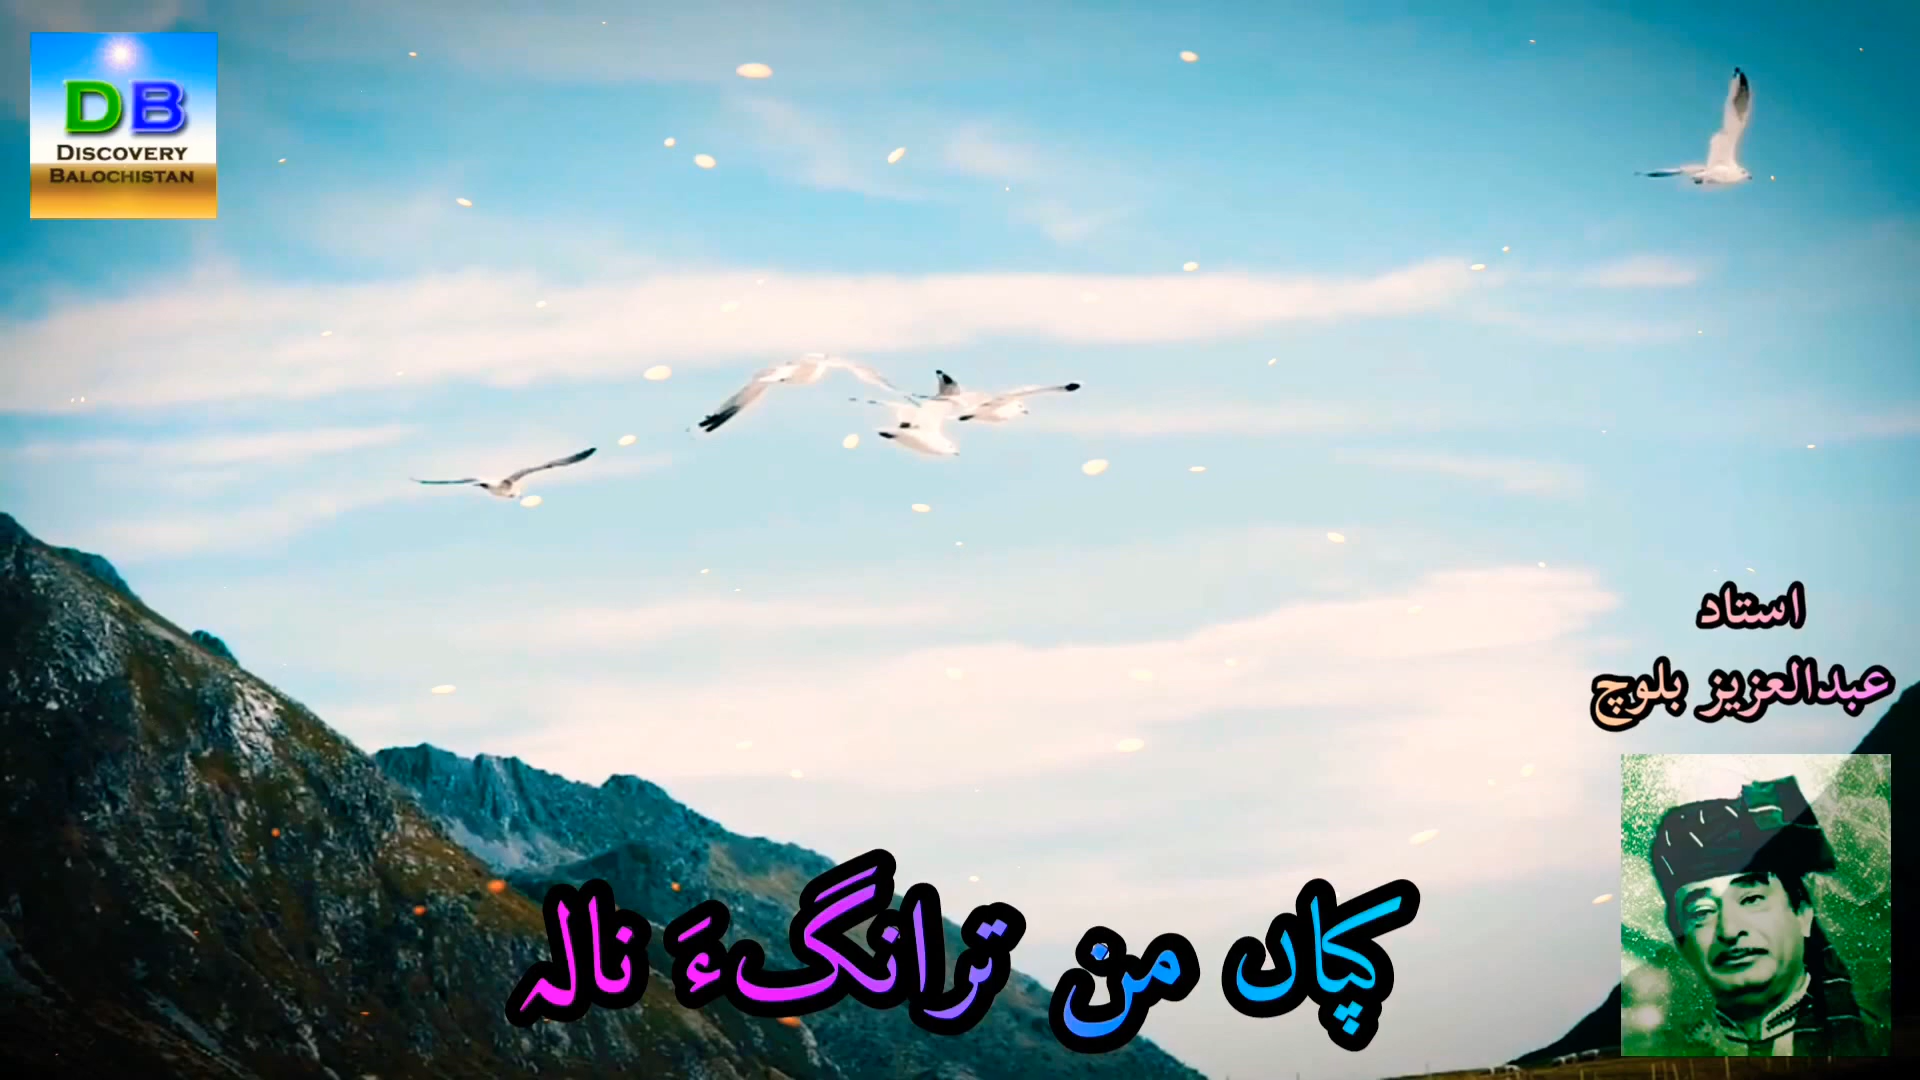 DB
DISCOVERY
BALOCHISTAN
استاد
عبدالعزیز بلوچ
کپاں من ترانگءَ نالہ